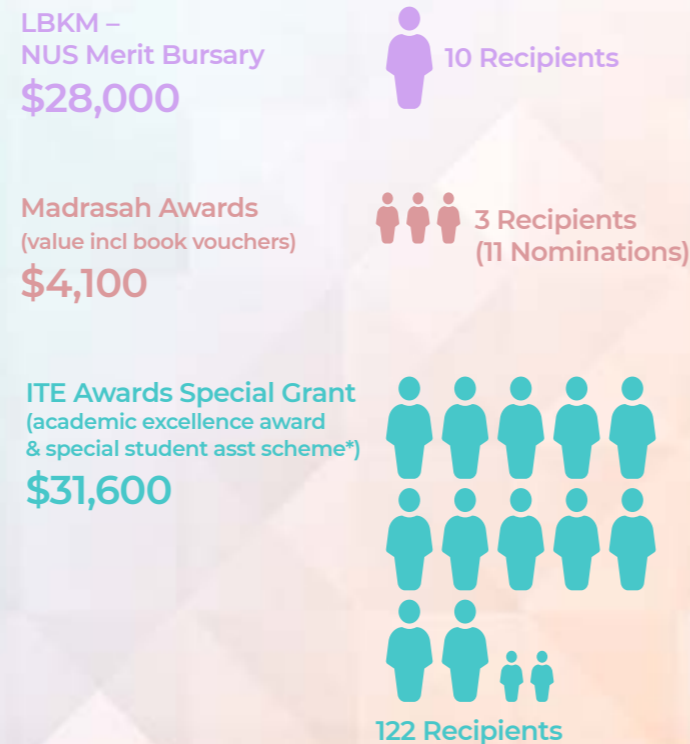 LBKM –
NUS Merit Bursary
$28,000
10 Recipients
Madrasah Awards
(value incl book vouchers)
$4,100
3 Recipients
(11 Nominations)
ITE Awards Special Grant
(academic excellence award
& special student asst scheme*)
$31,600
122 Recipients